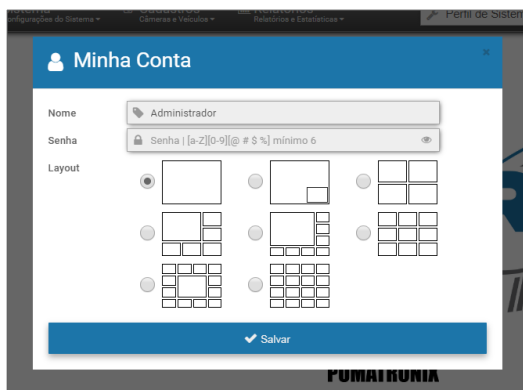 Configurações do Sistema
Câmeras e Veículos
Relatórios e Estatísticas
Perfil de Sistem
Minha Conta
×
Nome
Administrador
Senha
Senha | [a-Z][0-9][@ # $ %] mínimo 6
Layout
Salvar
PUMATRONIX